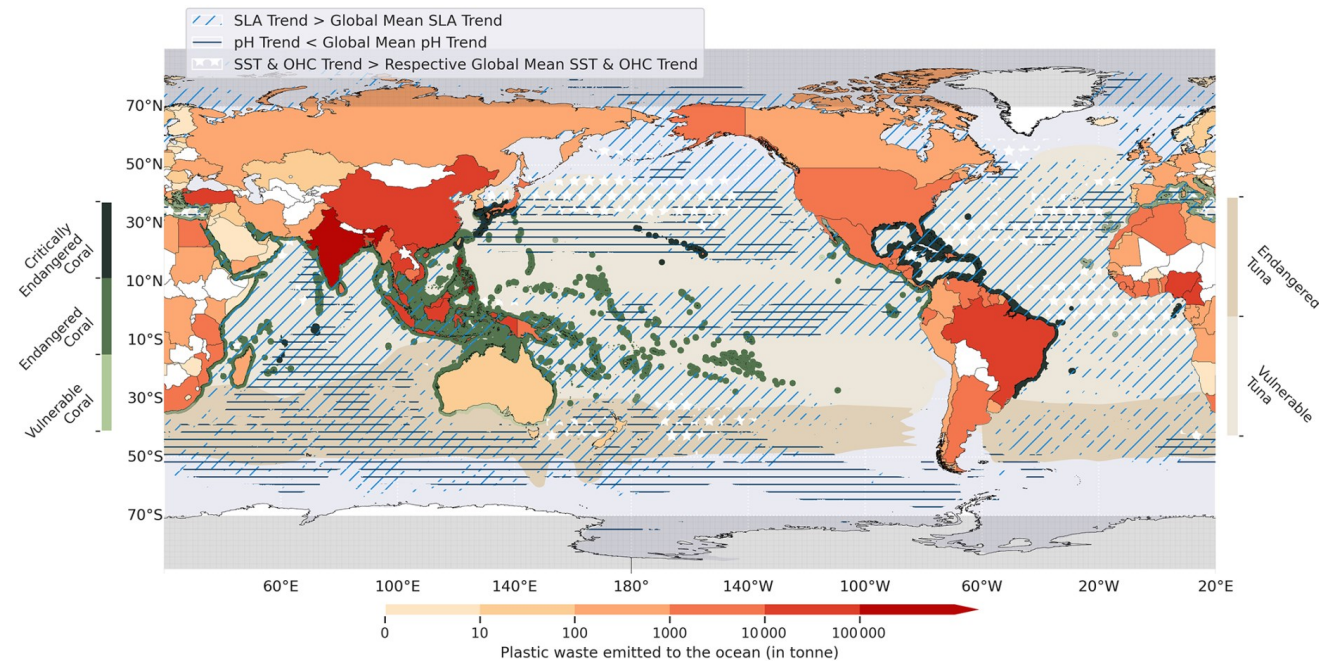 SLA Trend > Global Mean SLA Trend
pH Trend < Global Mean pH Trend
SST & OHC Trend > Respective Global Mean SST & OHC Trend
70°N
50°N
30°N
10°N
10°S
30°S
50°S
70°S
Critically
Endangered
Coral
Endangered
Coral
Vulnerable
Coral
Endangered
Tuna
Vulnerable
Tuna
60°E
100°E
140°E
180°
140°W
100°W
60°W
20°W
20°E
0
10
100
1000
10000
100000
Plastic waste emitted to the ocean (in tonne)